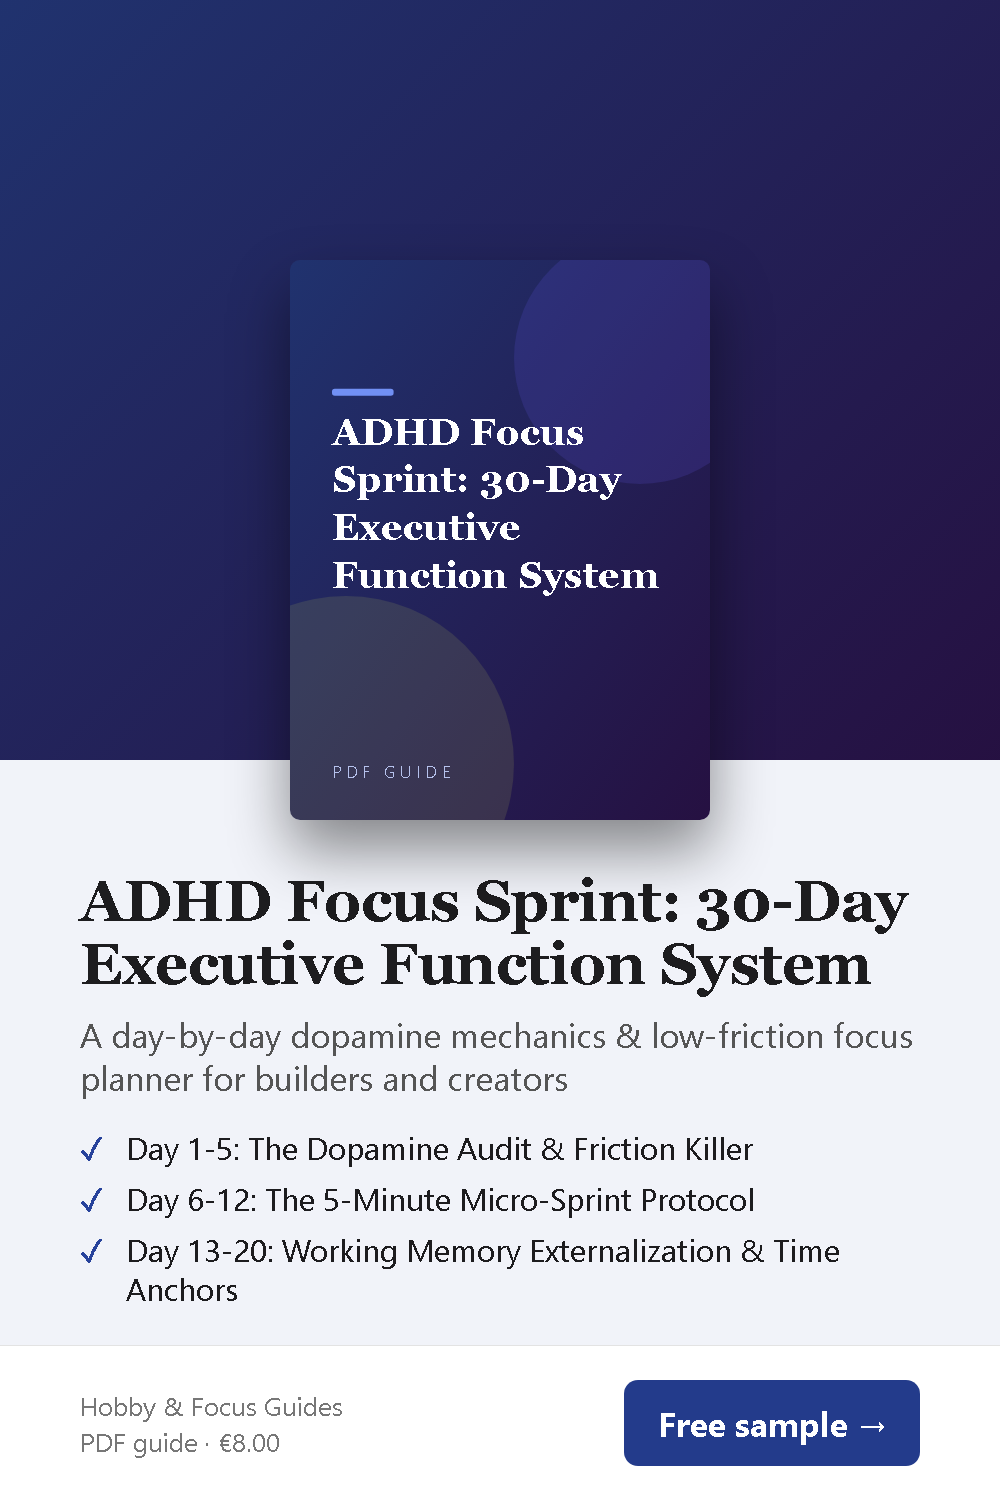 ADHD Focus
Sprint: 30-Day
Executive
Function System
PDF GUIDE
ADHD Focus Sprint: 30-Day
Executive Function System
A day-by-day dopamine mechanics & low-friction focus
planner for builders and creators
✓ Day 1-5: The Dopamine Audit & Friction Killer
✓ Day 6-12: The 5-Minute Micro-Sprint Protocol
✓ Day 13-20: Working Memory Externalization & Time
Anchors
Hobby & Focus Guides
PDF guide · €8.00
Free sample →